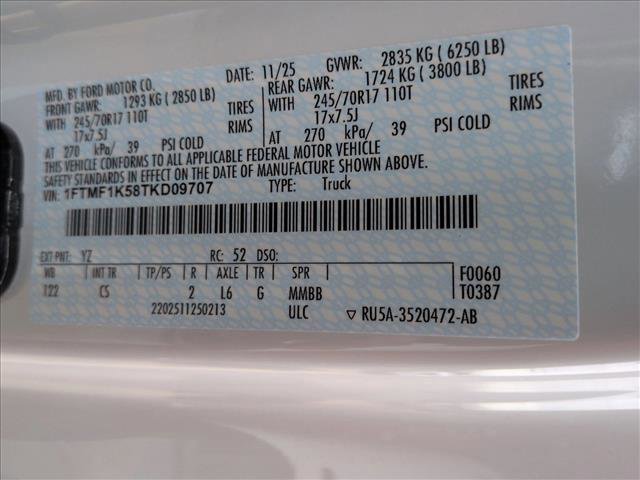 MFD. BY FORD MOTOR CO.
DATE: 11/25 GVWR: 2835 KG ( 6250 LB)
FRONT GAWR: 1293 KG ( 2850 LB) REAR GAWR: 1724 KG ( 3800 LB)
WITH 245/70R17 110T TIRES WITH 245/70R17 110T TIRES
17x7.5J RIMS 17x7.5J RIMS
AT 270 kPa/ 39 PSI COLD AT 270 kPa/ 39 PSI COLD
THIS VEHICLE CONFORMS TO ALL APPLICABLE FEDERAL MOTOR VEHICLE
SAFETY STANDARDS IN EFFECT ON THE DATE OF MANUFACTURE SHOWN ABOVE.
VIN: 1FTMF1K58TKD09707 TYPE: Truck
EXT PNT: YZ RC: 52 DSO:
WB INT TR TP/PS R AXLE TR SPR F0060
122 CS 2 L6 G MMBB T0387
2202511250213 ULC ▽ RU5A-3520472-AB